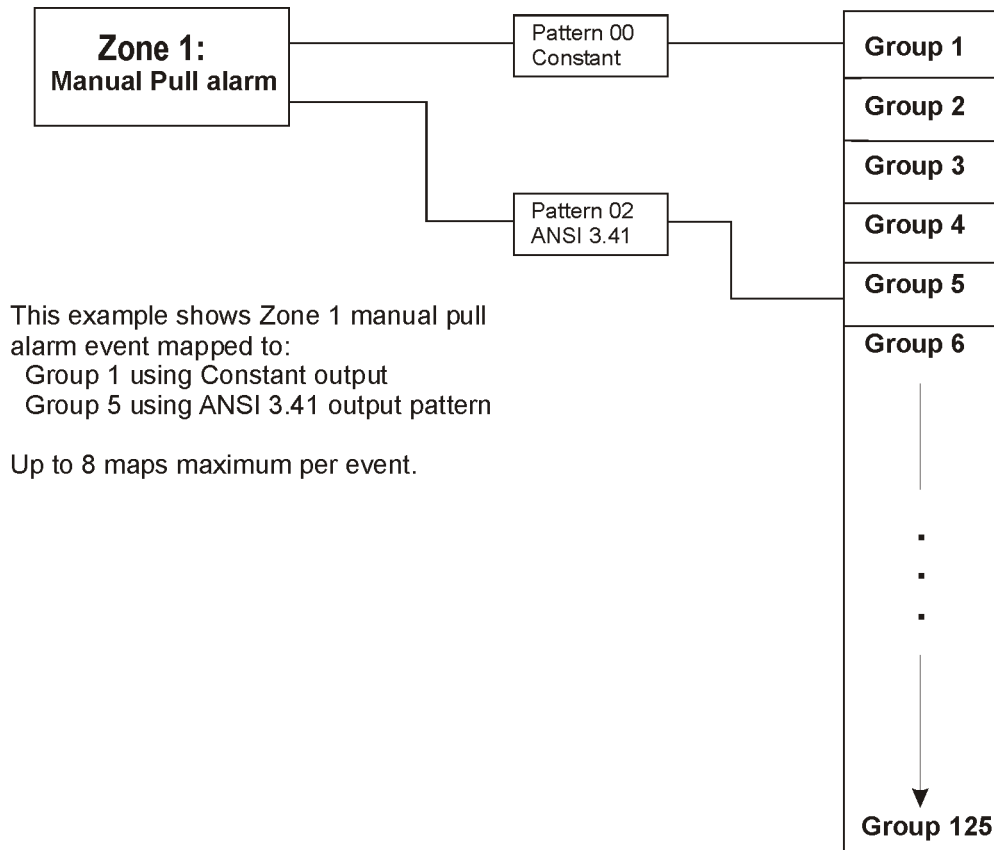 Zone 1:
Manual Pull alarm
Pattern 00
Constant
Pattern 02
ANSI 3.41
Group 1
Group 2
Group 3
Group 4
Group 5
Group 6
Group 125
This example shows Zone 1 manual pull
alarm event mapped to:
Group 1 using Constant output
Group 5 using ANSI 3.41 output pattern
Up to 8 maps maximum per event.